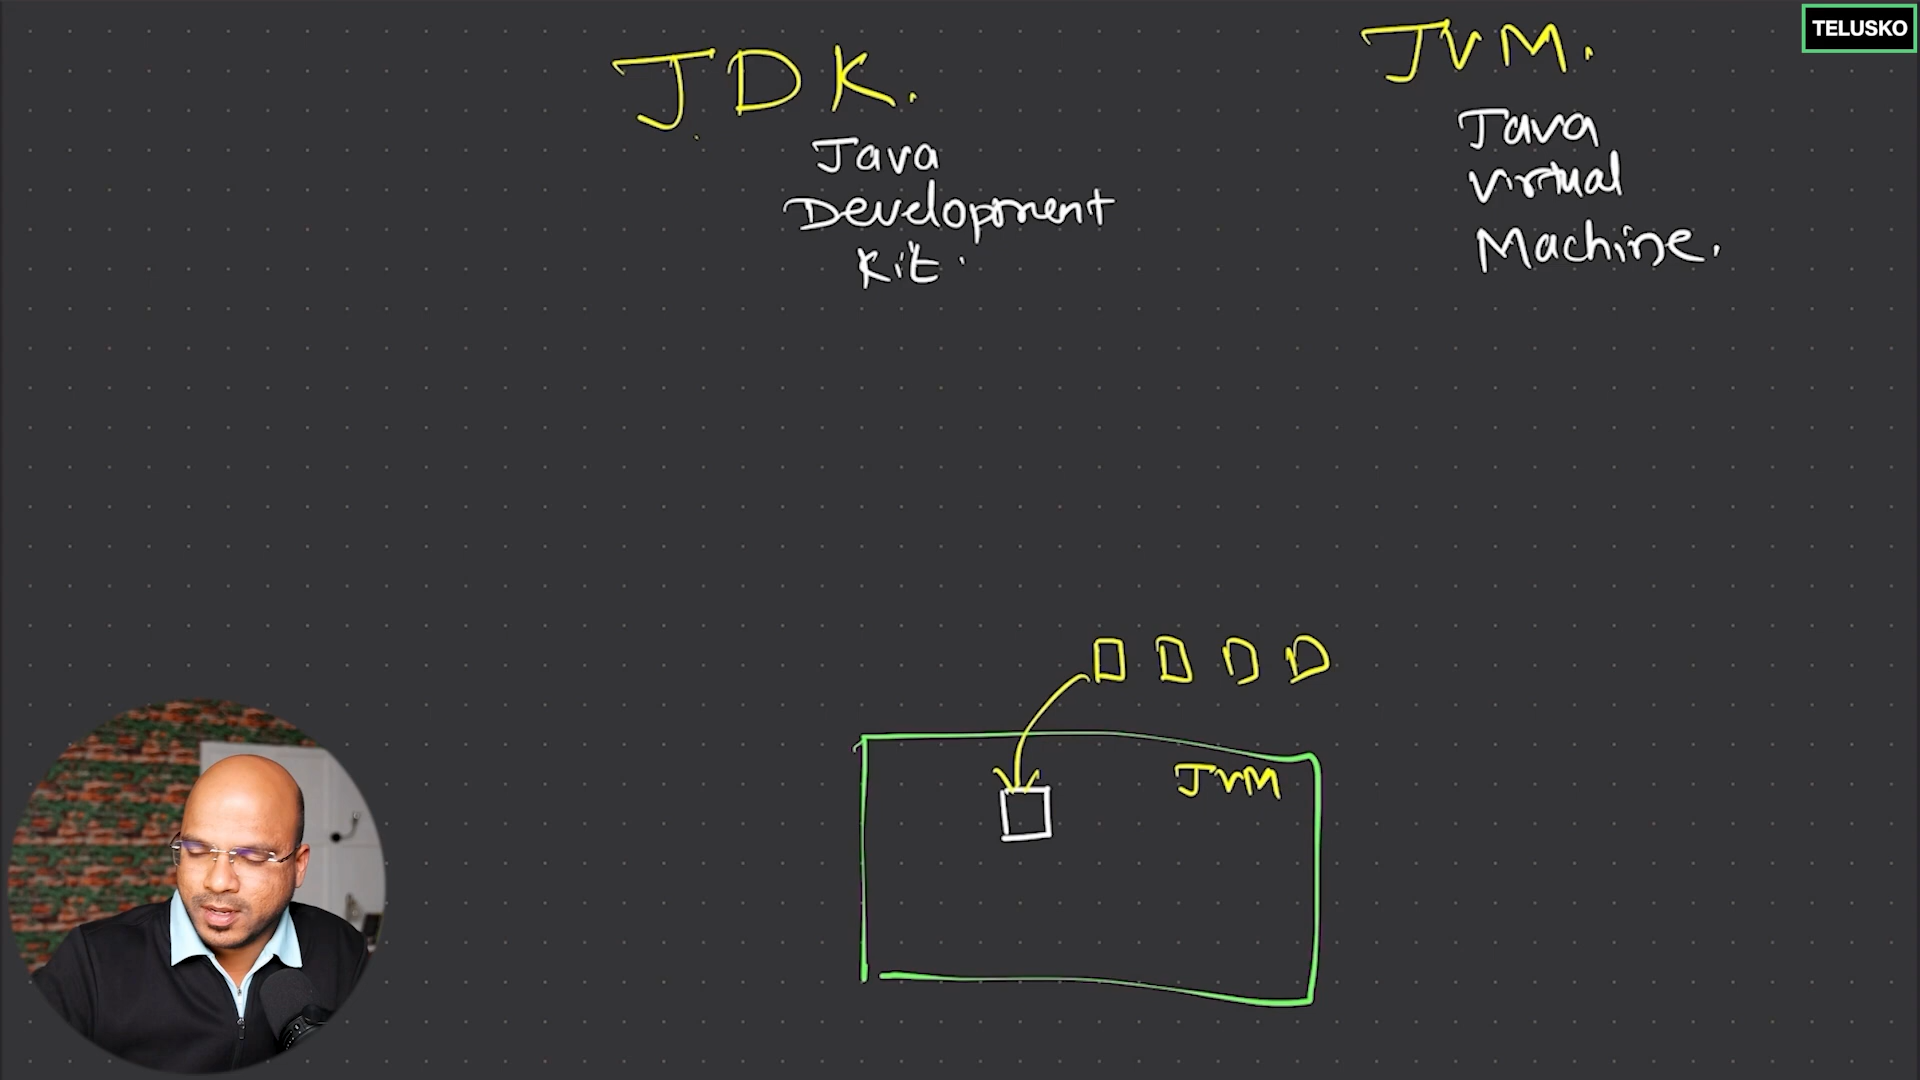 TELUSKO
JDK.
Java
Development
Kit.
JVM.
Java
Virtual
Machine.
JVM